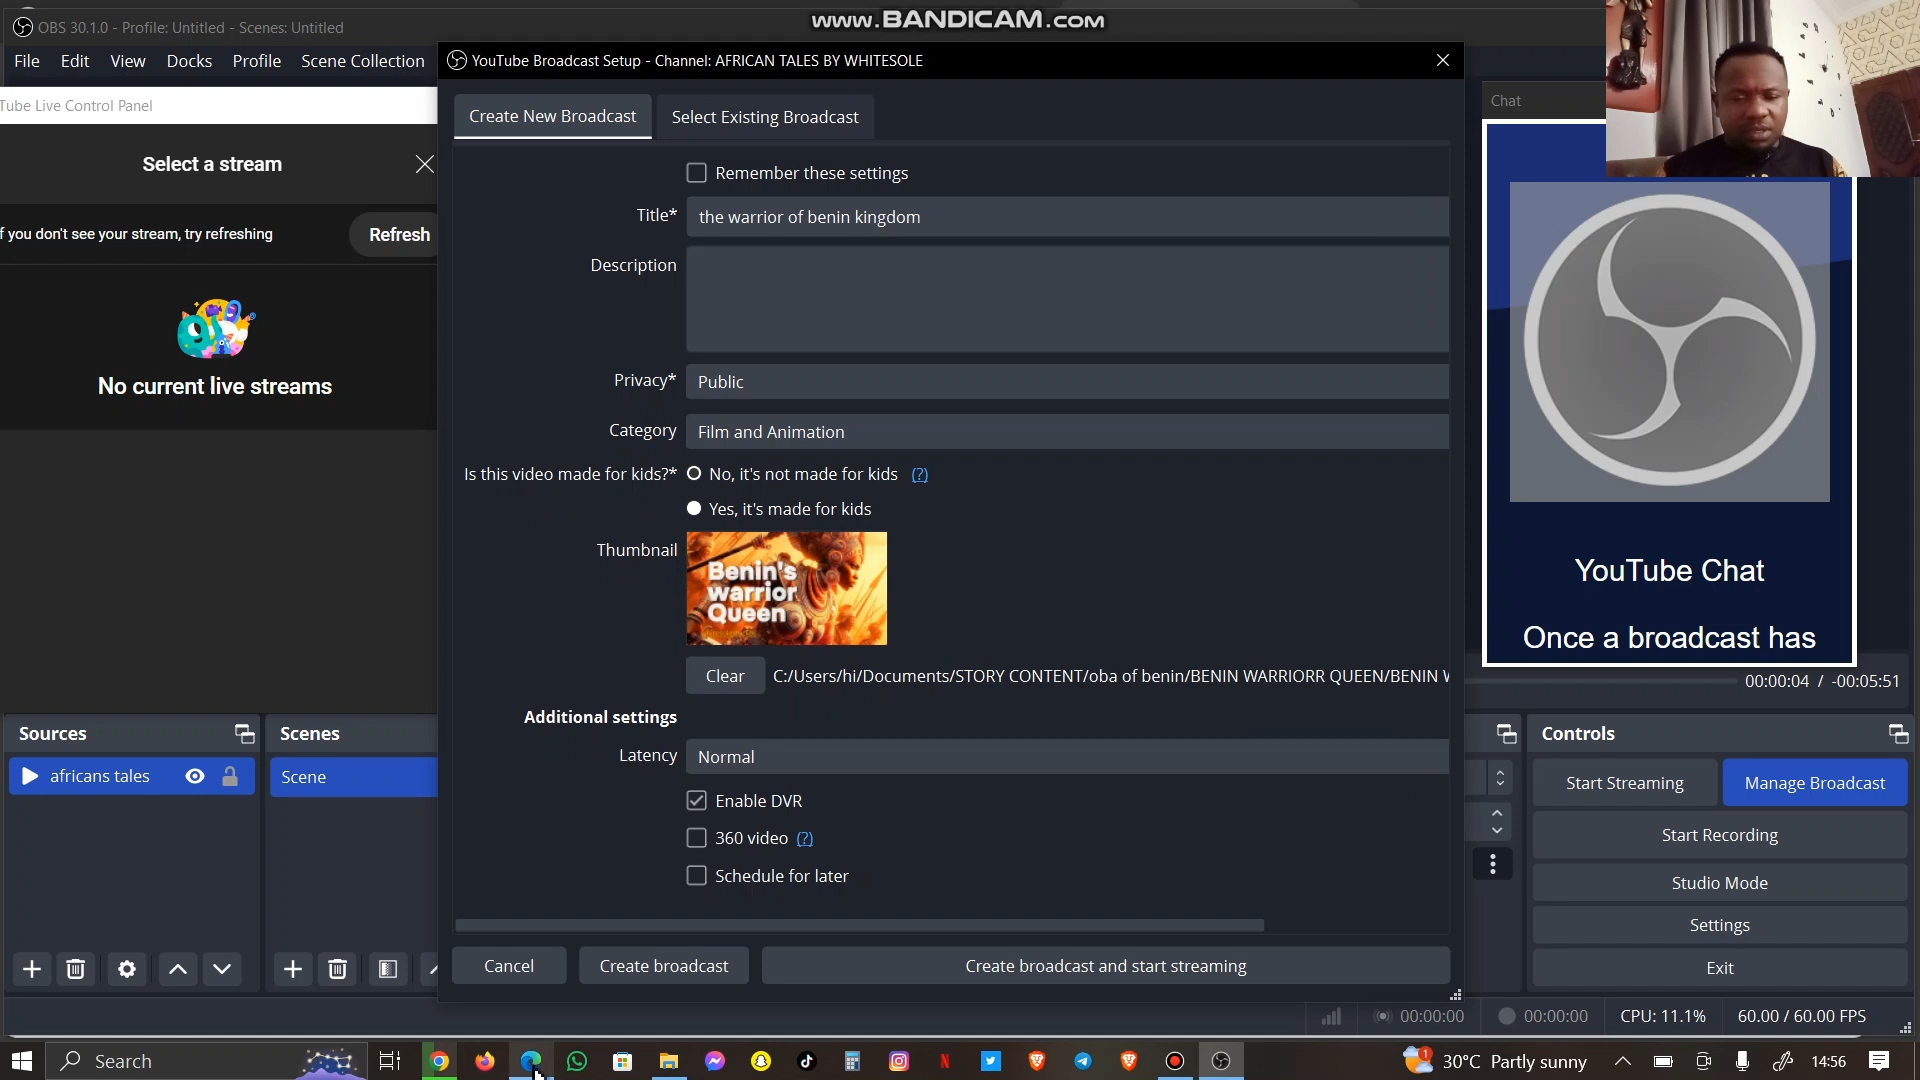 www.BANDICAM.com
OBS 30.1.0 - Profile: Untitled - Scenes: Untitled
File Edit View Docks Profile Scene Collection
YouTube Broadcast Setup - Channel: AFRICAN TALES BY WHITESOLE
Tube Live Control Panel
Select a stream
f you don't see your stream, try refreshing
Refresh
No current live streams
Create New Broadcast
Select Existing Broadcast
Remember these settings
Title* the warrior of benin kingdom
Description
Privacy* Public
Category Film and Animation
Is this video made for kids?* No, it's not made for kids (?)
Yes, it's made for kids
Thumbnail
Benin's
warrior
Queen
Clear C:/Users/hi/Documents/STORY CONTENT/oba of benin/BENIN WARRIORR QUEEN/BENIN W
Additional settings
Latency Normal
Enable DVR
360 video (?)
Schedule for later
Cancel
Create broadcast
Create broadcast and start streaming
Chat
YouTube Chat
Once a broadcast has
00:00:04 / -00:05:51
Sources
africans tales
Scenes
Scene
Controls
Start Streaming
Manage Broadcast
Start Recording
Studio Mode
Settings
Exit
00:00:00
00:00:00
CPU: 11.1%
60.00 / 60.00 FPS
Search
1
30°C Partly sunny
14:56